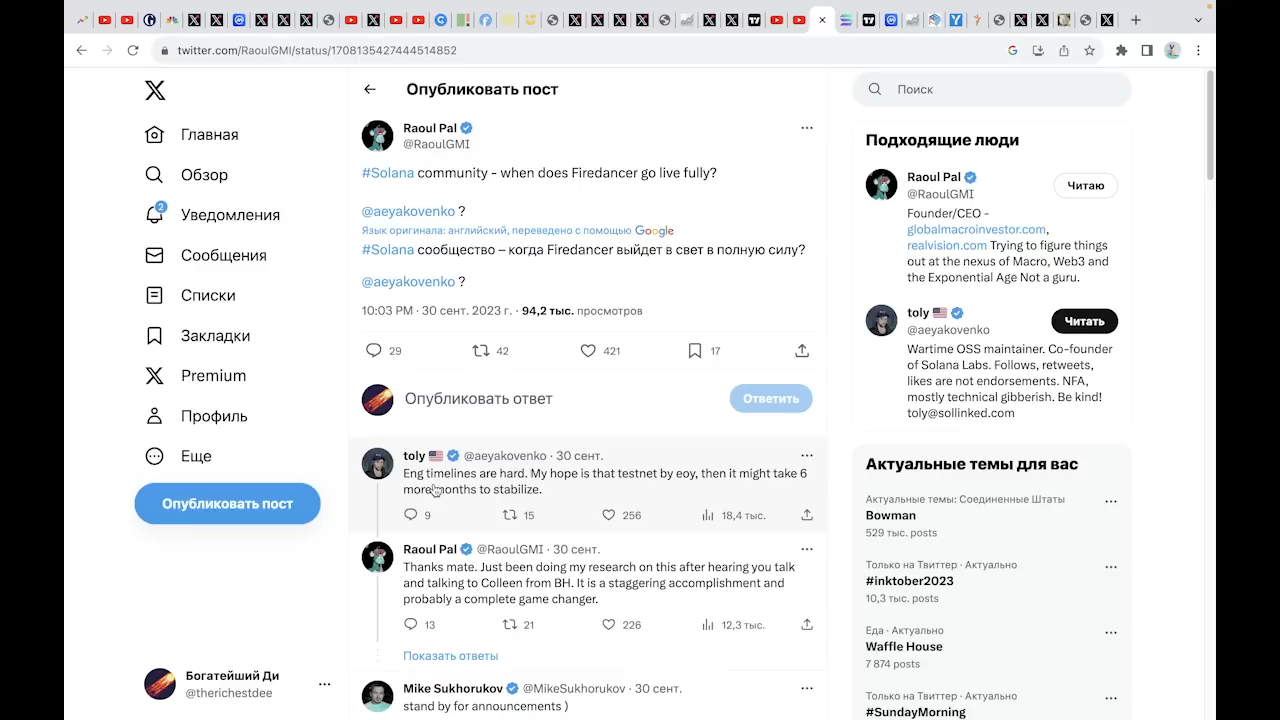 twitter.com/RaoulGMI/status/1708135427444514852
Главная
Обзор
2
Уведомления
Сообщения
Списки
Закладки
Premium
Профиль
Еще
Опубликовать пост
Богатейший Ди
@therichestdee
Опубликовать пост
Raoul Pal
@RaoulGMI
#Solana community - when does Firedancer go live fully?
@aeyakovenko ?
Язык оригинала: английский, переведено с помощью Google
#Solana сообщество – когда Firedancer выйдет в свет в полную силу?
@aeyakovenko ?
10:03 PM · 30 сент. 2023 г. · 94,2 тыс. просмотров
29 42 421 17
Опубликовать ответ
Ответить
toly @aeyakovenko · 30 сент.
Eng timelines are hard. My hope is that testnet by eoy, then it might take 6
more months to stabilize.
9 15 256 18,4 тыс.
Raoul Pal @RaoulGMI · 30 сент.
Thanks mate. Just been doing my research on this after hearing you talk
and talking to Colleen from BH. It is a staggering accomplishment and
probably a complete game changer.
13 21 226 12,3 тыс.
Показать ответы
Mike Sukhorukov @MikeSukhorukov · 30 сент.
stand by for announcements )
Поиск
Подходящие люди
Raoul Pal
@RaoulGMI
Читаю
Founder/CEO -
globalmacroinvestor.com,
realvision.com Trying to figure things
out at the nexus of Macro, Web3 and
the Exponential Age Not a guru.
toly
@aeyakovenko
Читать
Wartime OSS maintainer. Co-founder
of Solana Labs. Follows, retweets,
likes are not endorsements. NFA,
mostly technical gibberish. Be kind!
toly@sollinked.com
Актуальные темы для вас
Актуальные темы: Соединенные Штаты
Bowman
529 тыс. posts
Только на Твиттер · Актуально
#inktober2023
10,3 тыс. posts
Еда · Актуально
Waffle House
7 874 posts
Только на Твиттер · Актуально
#SundayMorning